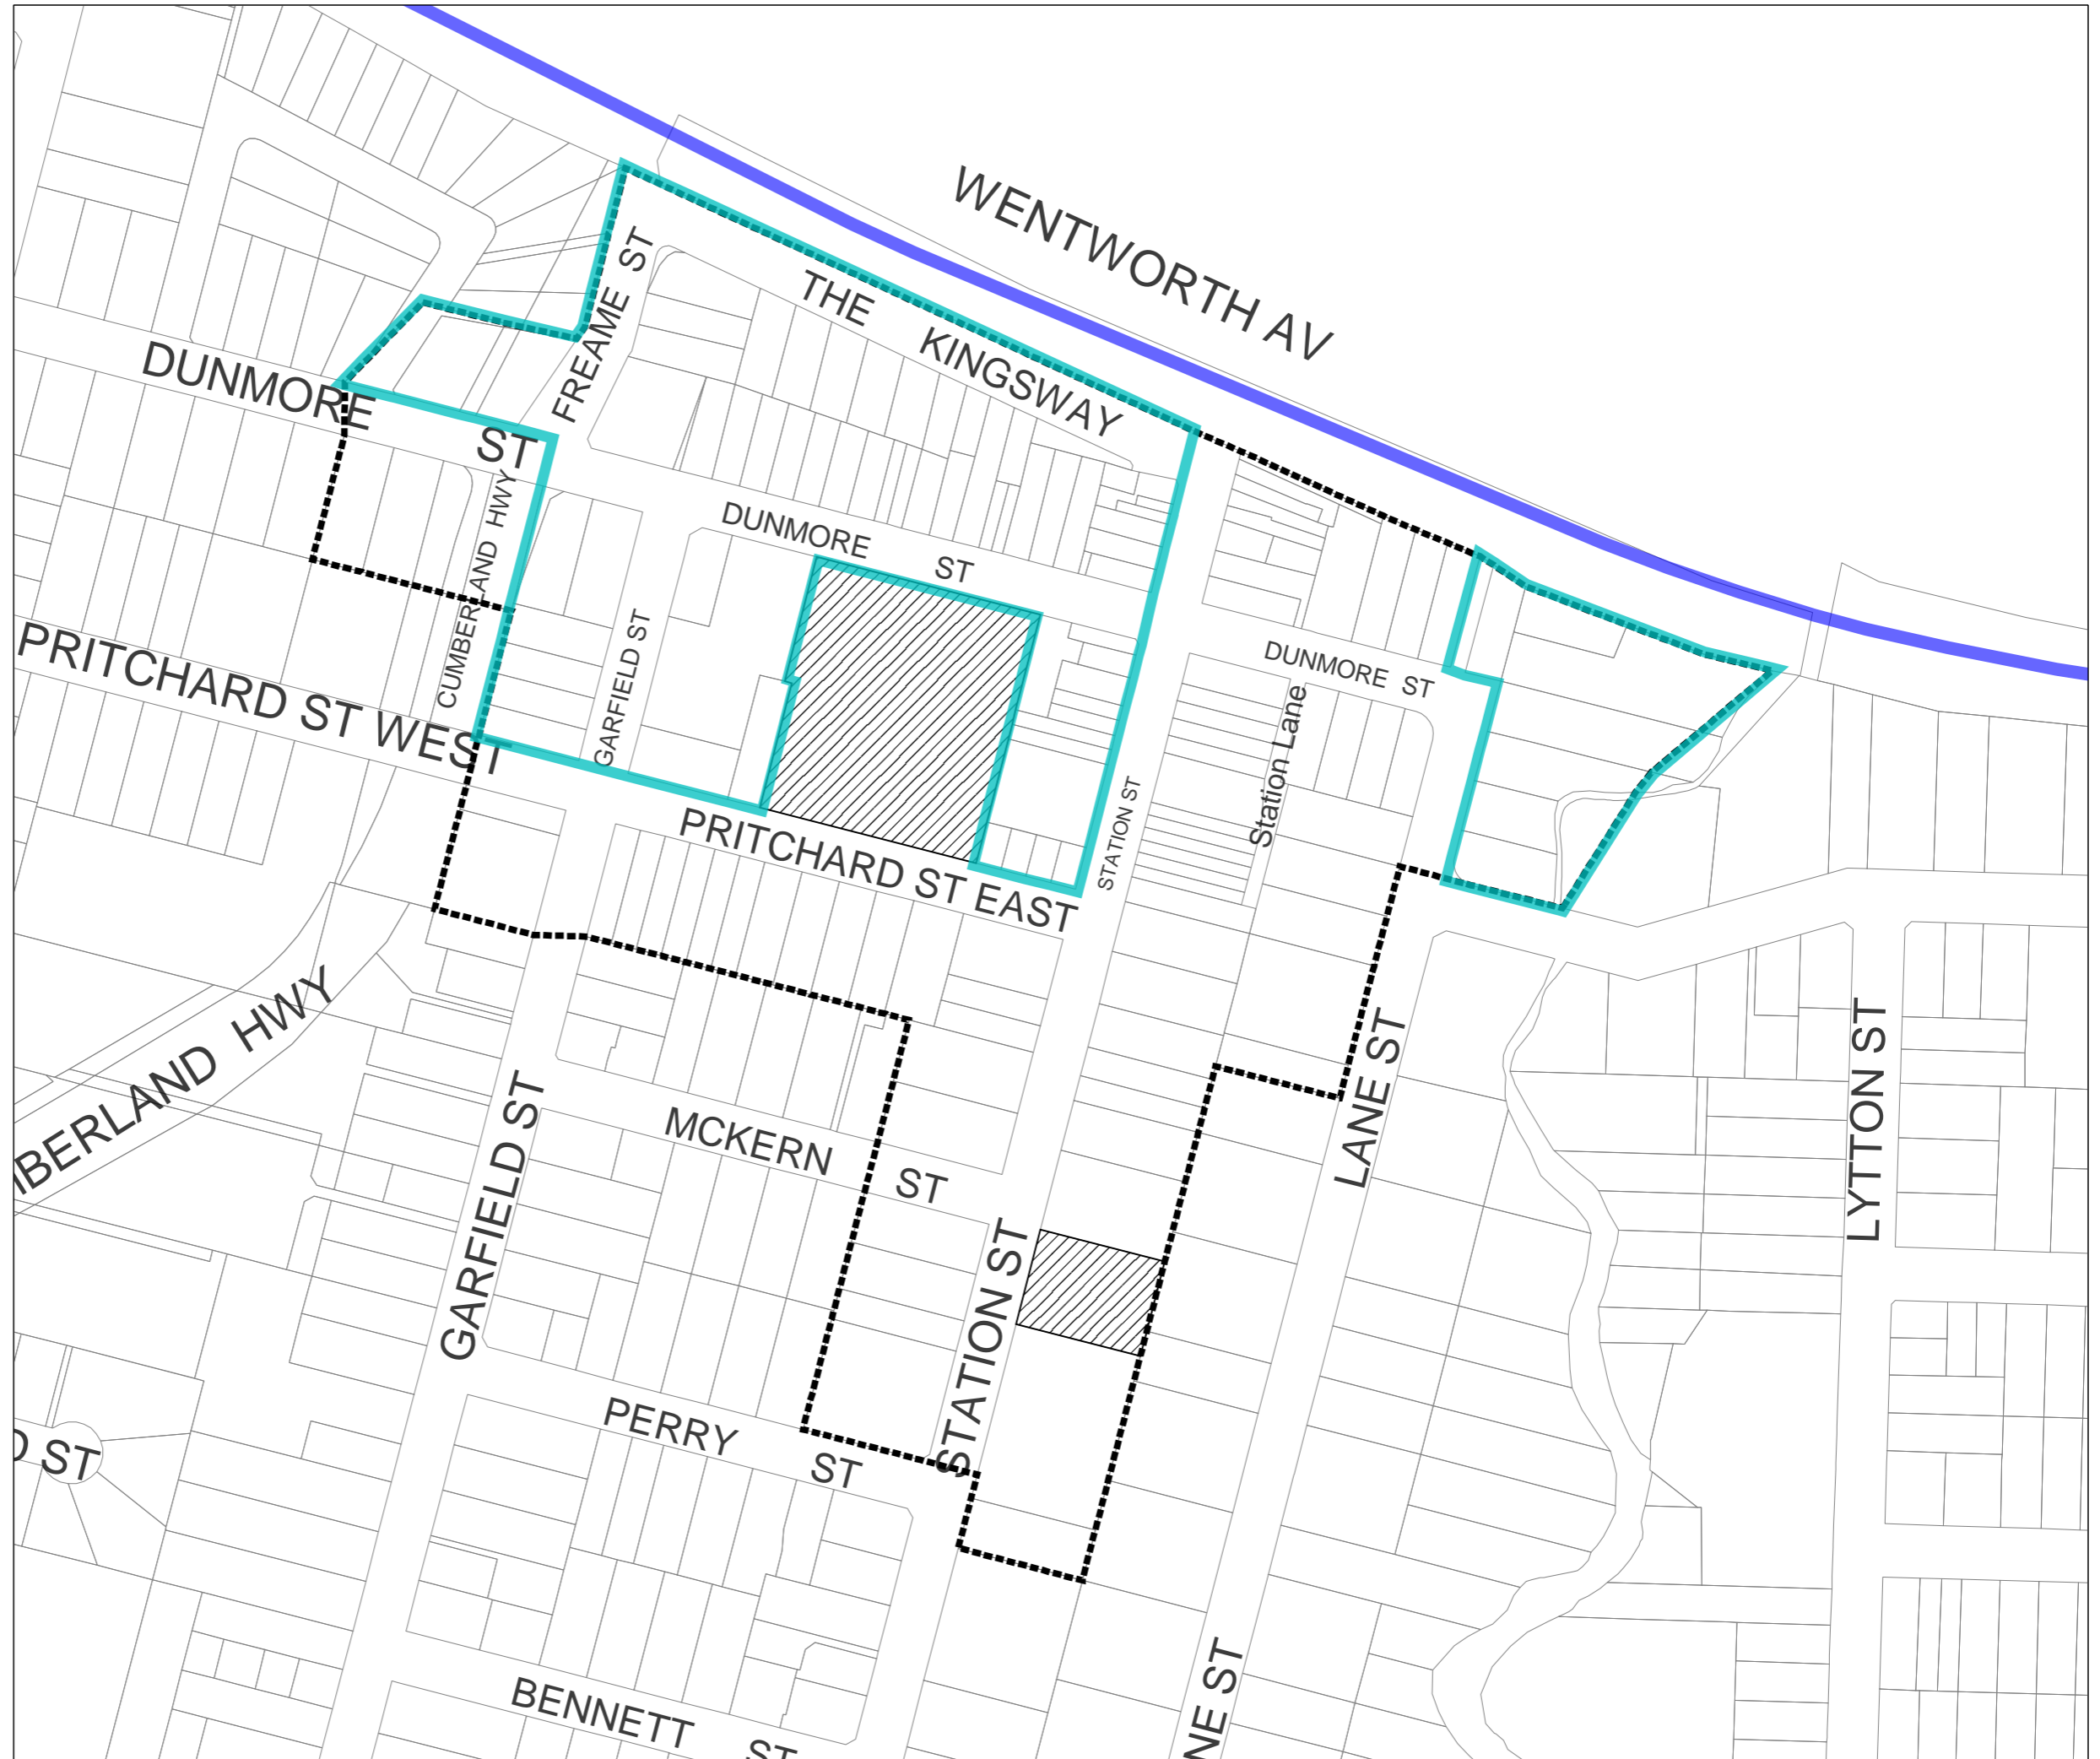 WENTWORTH AV
THE KINGSWAY
FREAME ST
DUNMORE ST
CUMBERLAND HWY
DUNMORE ST
DUNMORE ST
GARFIELD ST
Station Lane
PRITCHARD ST WEST
PRITCHARD ST EAST
STATION ST
MBERLAND HWY
LANE ST
LYTTON ST
GARFIELD ST
MCKERN ST
STATION ST
PERRY ST
D ST
NE ST
BENNETT ST